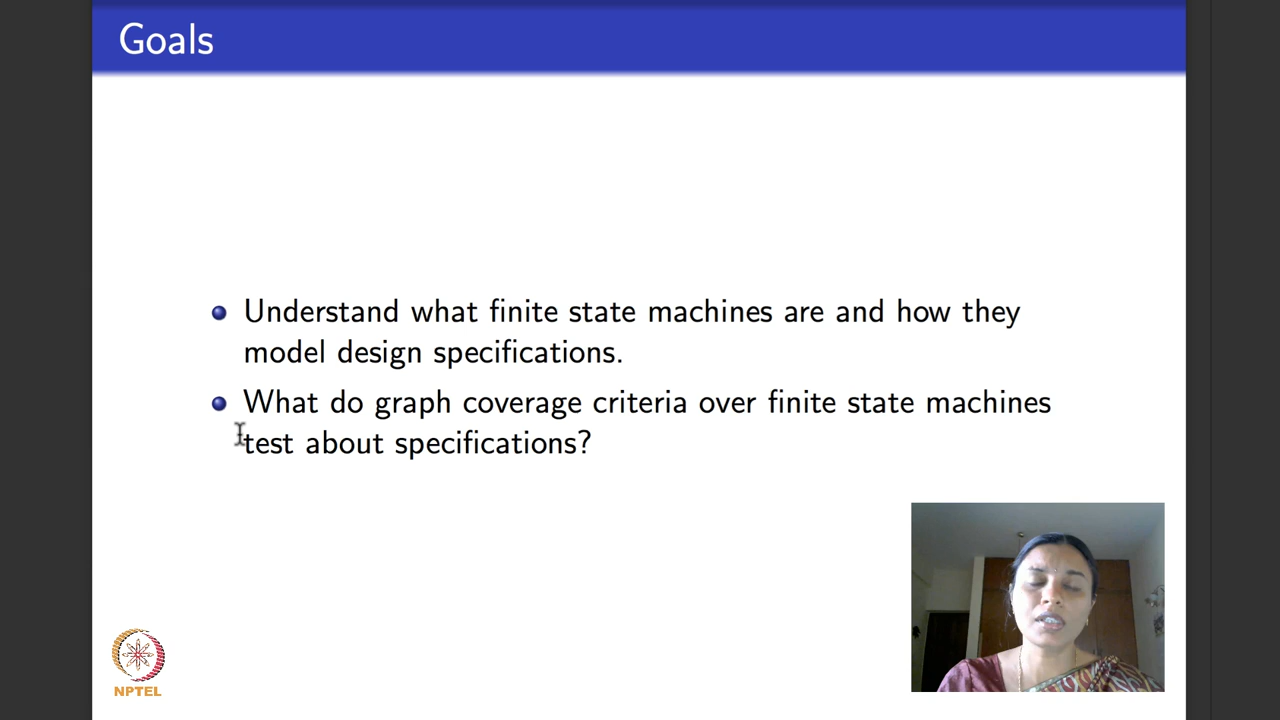 Goals
Understand what finite state machines are and how they
model design specifications.
What do graph coverage criteria over finite state machines
test about specifications?
NPTEL